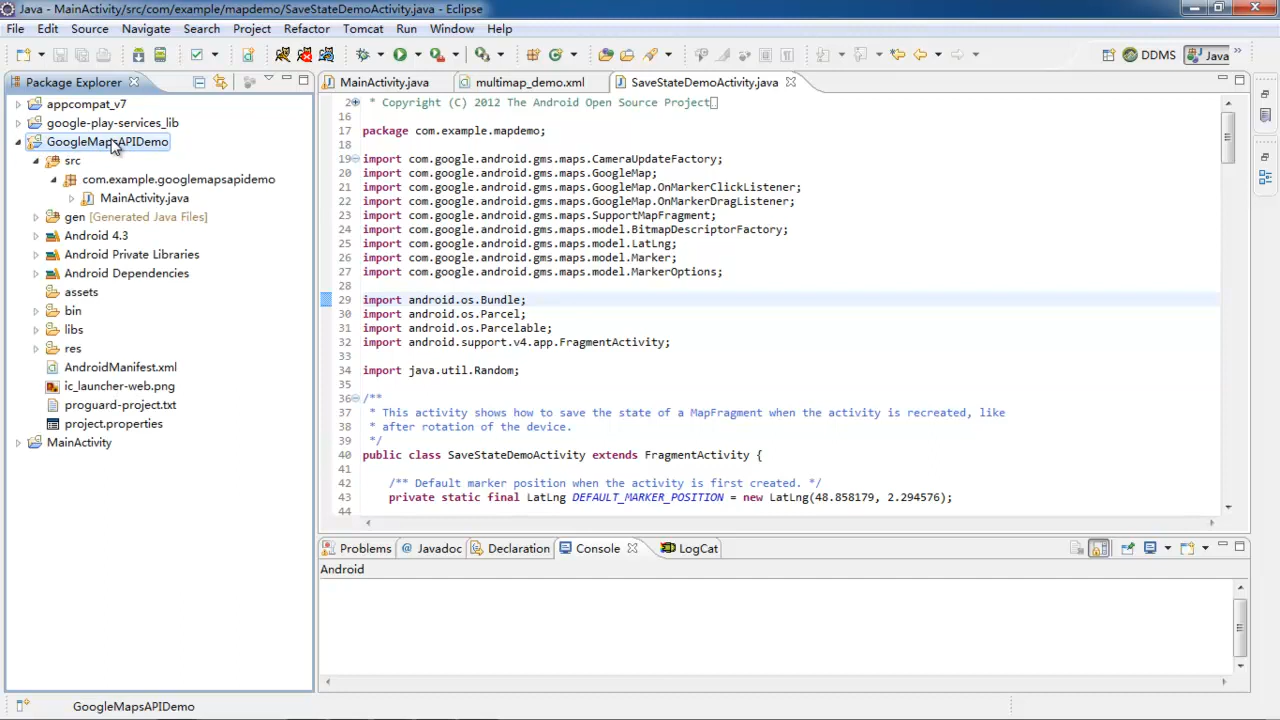 Java - MainActivity/src/com/example/mapdemo/SaveStateDemoActivity.java - Eclipse
File Edit Source Navigate Search Project Refactor Tomcat Run Window Help
DDMS Java
Package Explorer
appcompat_v7
google-play-services_lib
GoogleMapsAPIDemo
src
com.example.googlemapsapidemo
MainActivity.java
gen [Generated Java Files]
Android 4.3
Android Private Libraries
Android Dependencies
assets
bin
libs
res
AndroidManifest.xml
ic_launcher-web.png
proguard-project.txt
project.properties
MainActivity
MainActivity.java multimap_demo.xml SaveStateDemoActivity.java
2 * Copyright (C) 2012 The Android Open Source Project
16
17 package com.example.mapdemo;
19 import com.google.android.gms.maps.CameraUpdateFactory;
20 import com.google.android.gms.maps.GoogleMap;
21 import com.google.android.gms.maps.GoogleMap.OnMarkerClickListener;
22 import com.google.android.gms.maps.GoogleMap.OnMarkerDragListener;
23 import com.google.android.gms.maps.SupportMapFragment;
24 import com.google.android.gms.maps.model.BitmapDescriptorFactory;
25 import com.google.android.gms.maps.model.LatLng;
26 import com.google.android.gms.maps.model.Marker;
27 import com.google.android.gms.maps.model.MarkerOptions;
28
29 import android.os.Bundle;
30 import android.os.Parcel;
31 import android.os.Parcelable;
32 import android.support.v4.app.FragmentActivity;
33
34 import java.util.Random;
35
36 /**
37 * This activity shows how to save the state of a MapFragment when the activity is recreated, like
38 * after rotation of the device.
39 */
40 public class SaveStateDemoActivity extends FragmentActivity {
41
42 /** Default marker position when the activity is first created. */
43 private static final LatLng DEFAULT_MARKER_POSITION = new LatLng(48.858179, 2.294576);
44
Problems @ Javadoc Declaration Console LogCat
Android
GoogleMapsAPIDemo